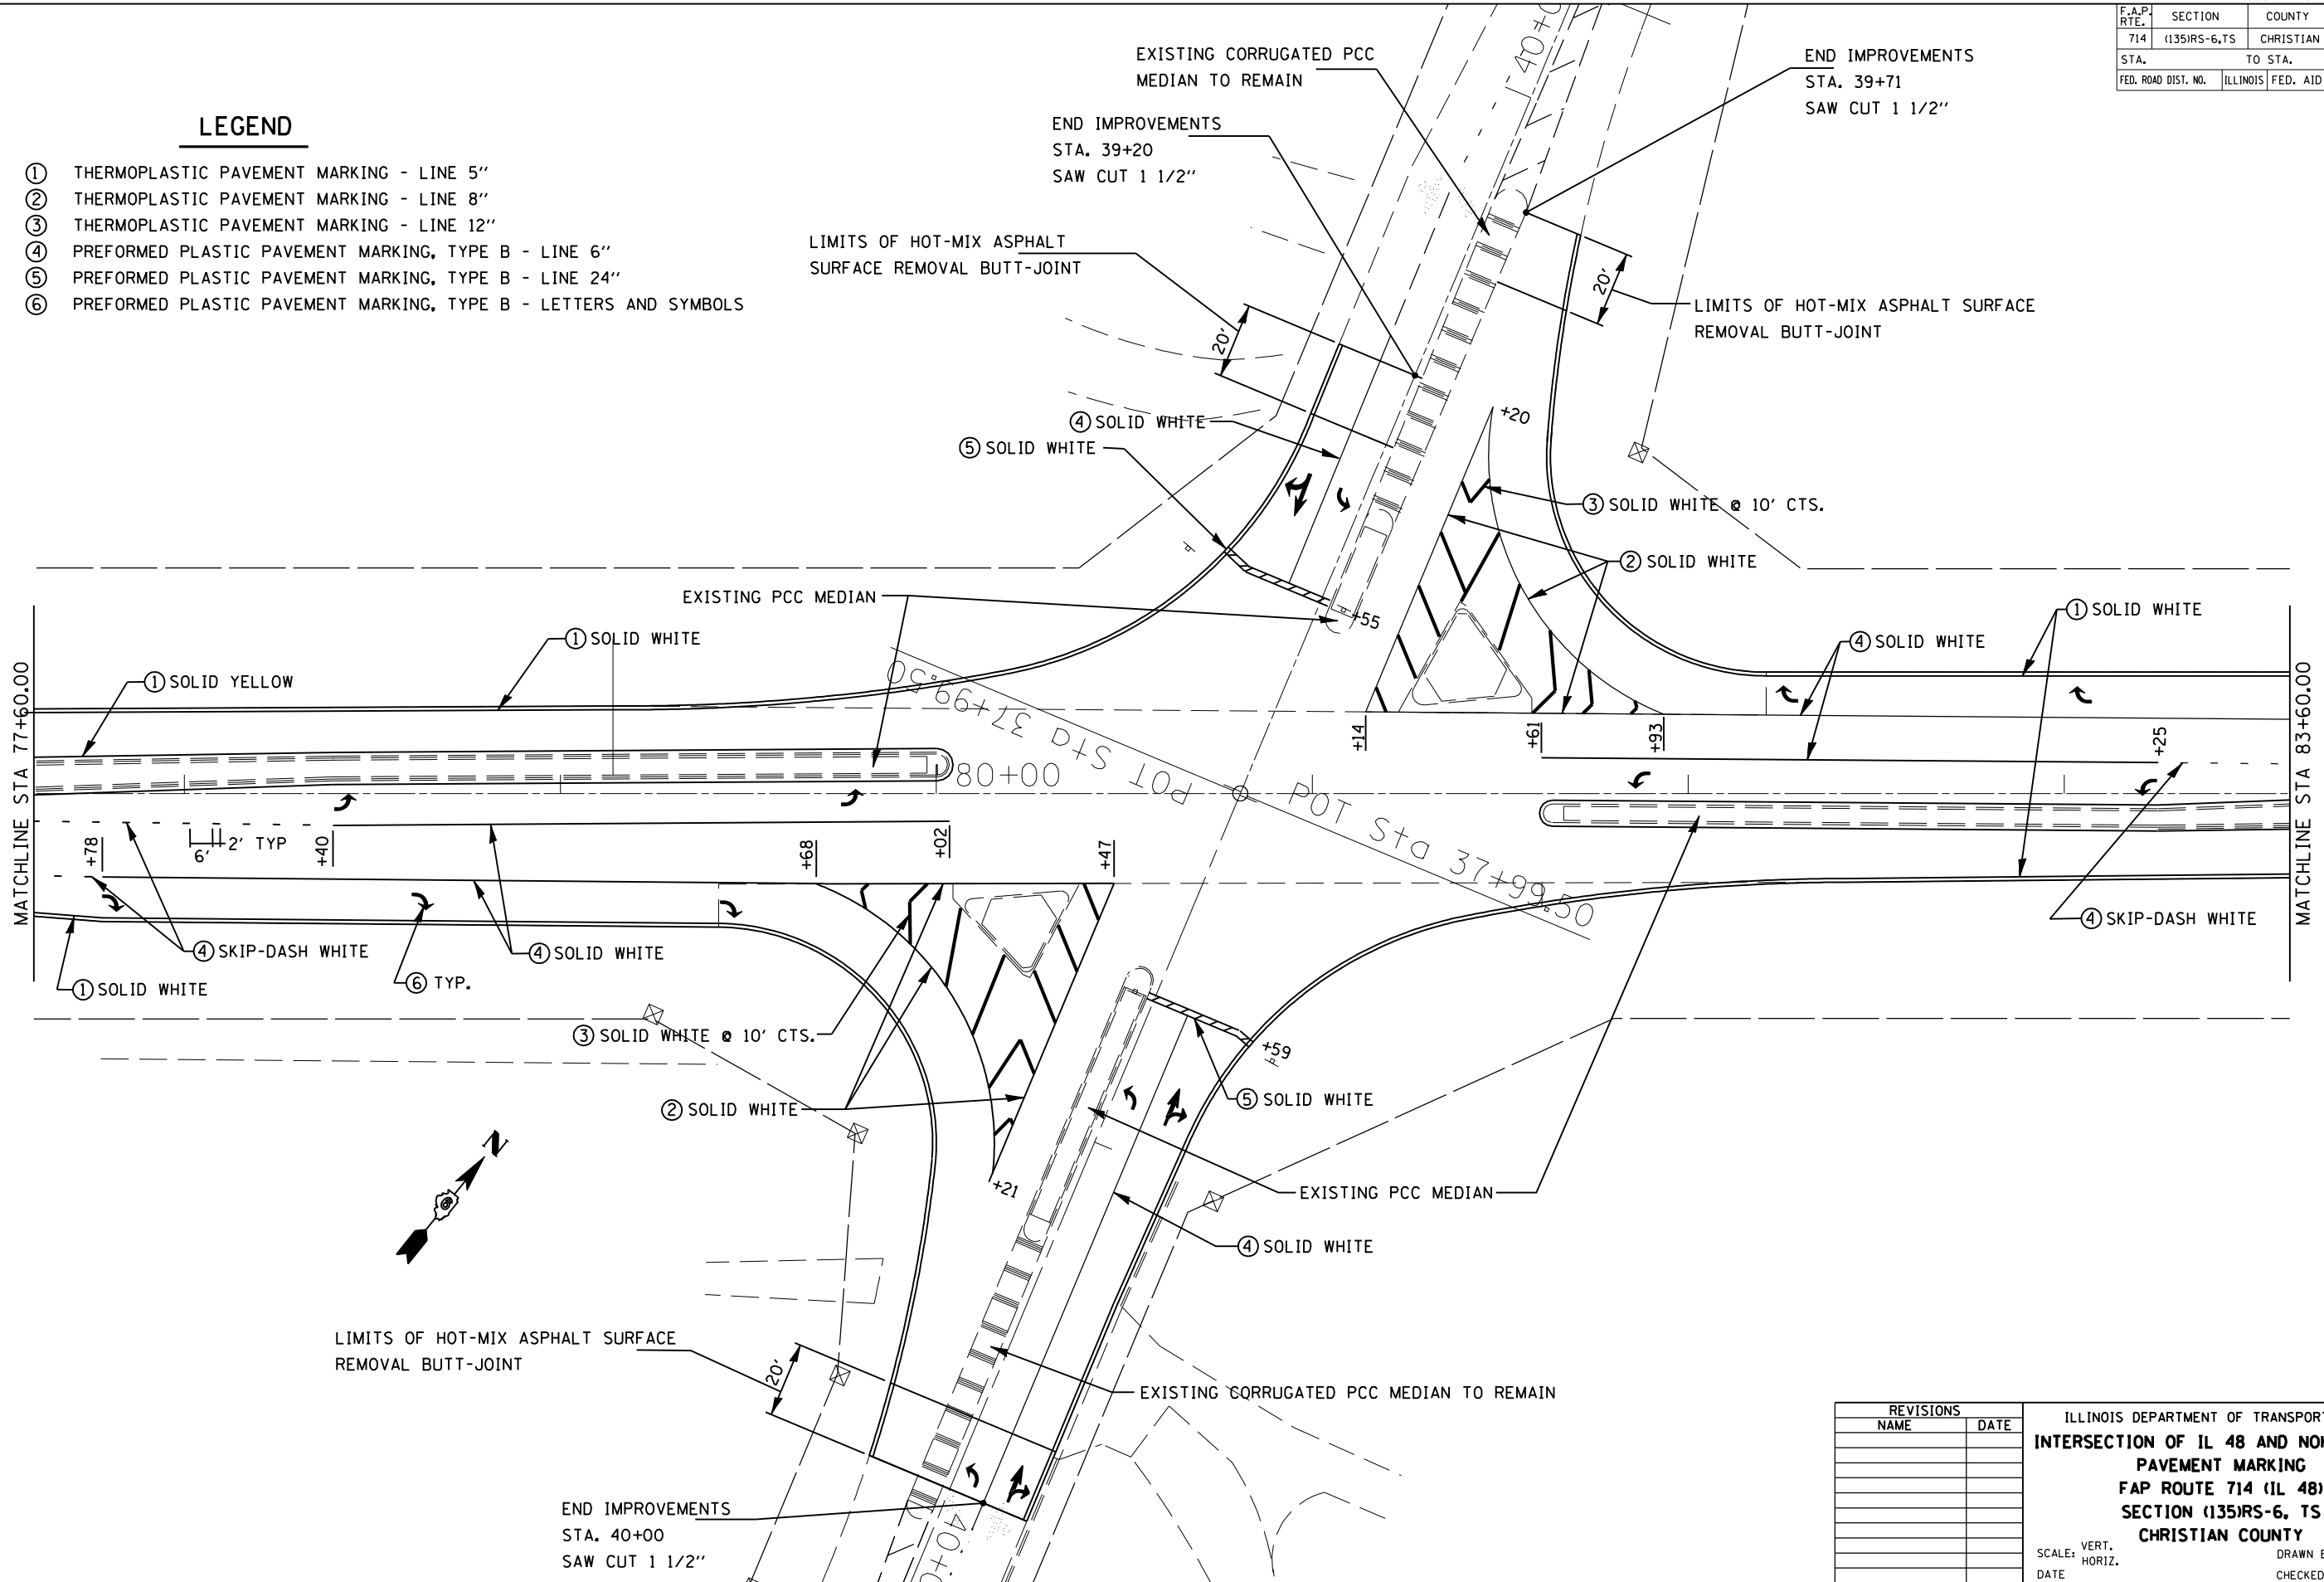 F.A.P. RTE. SECTION COUNTY
714 (135)RS-6,TS CHRISTIAN
STA. TO STA.
FED. ROAD DIST. NO. ILLINOIS FED. AID
LEGEND
① THERMOPLASTIC PAVEMENT MARKING - LINE 5''
② THERMOPLASTIC PAVEMENT MARKING - LINE 8''
③ THERMOPLASTIC PAVEMENT MARKING - LINE 12''
④ PREFORMED PLASTIC PAVEMENT MARKING, TYPE B - LINE 6''
⑤ PREFORMED PLASTIC PAVEMENT MARKING, TYPE B - LINE 24''
⑥ PREFORMED PLASTIC PAVEMENT MARKING, TYPE B - LETTERS AND SYMBOLS
EXISTING CORRUGATED PCC
MEDIAN TO REMAIN
END IMPROVEMENTS
STA. 39+71
SAW CUT 1 1/2''
END IMPROVEMENTS
STA. 39+20
SAW CUT 1 1/2''
LIMITS OF HOT-MIX ASPHALT
SURFACE REMOVAL BUTT-JOINT
20'
20'
LIMITS OF HOT-MIX ASPHALT SURFACE
REMOVAL BUTT-JOINT
④ SOLID WHITE
⑤ SOLID WHITE
+20
③ SOLID WHITE @ 10' CTS.
② SOLID WHITE
EXISTING PCC MEDIAN
+55
① SOLID WHITE
① SOLID YELLOW
① SOLID WHITE
④ SOLID WHITE
MATCHLINE STA 77+60.00
MATCHLINE STA 83+60.00
POT Sta 37+99.50
80+00
POT Sta 37+99.50
+14
+61
+93
+25
+78
6'
2' TYP
+40
+68
+02
+47
④ SKIP-DASH WHITE
④ SOLID WHITE
④ SKIP-DASH WHITE
① SOLID WHITE
⑥ TYP.
③ SOLID WHITE @ 10' CTS.
+59
② SOLID WHITE
⑤ SOLID WHITE
N
+21
EXISTING PCC MEDIAN
④ SOLID WHITE
LIMITS OF HOT-MIX ASPHALT SURFACE
REMOVAL BUTT-JOINT
20'
EXISTING CORRUGATED PCC MEDIAN TO REMAIN
END IMPROVEMENTS
STA. 40+00
SAW CUT 1 1/2''
REVISIONS
NAME DATE
ILLINOIS DEPARTMENT OF
INTERSECTION OF IL 48 AND
PAVEMENT MARKING
FAP ROUTE 714 (IL 48)
SECTION (135)RS-6, TS
CHRISTIAN COUNTY
SCALE: VERT.
HORIZ.
DRAWN
DATE
CHECKED